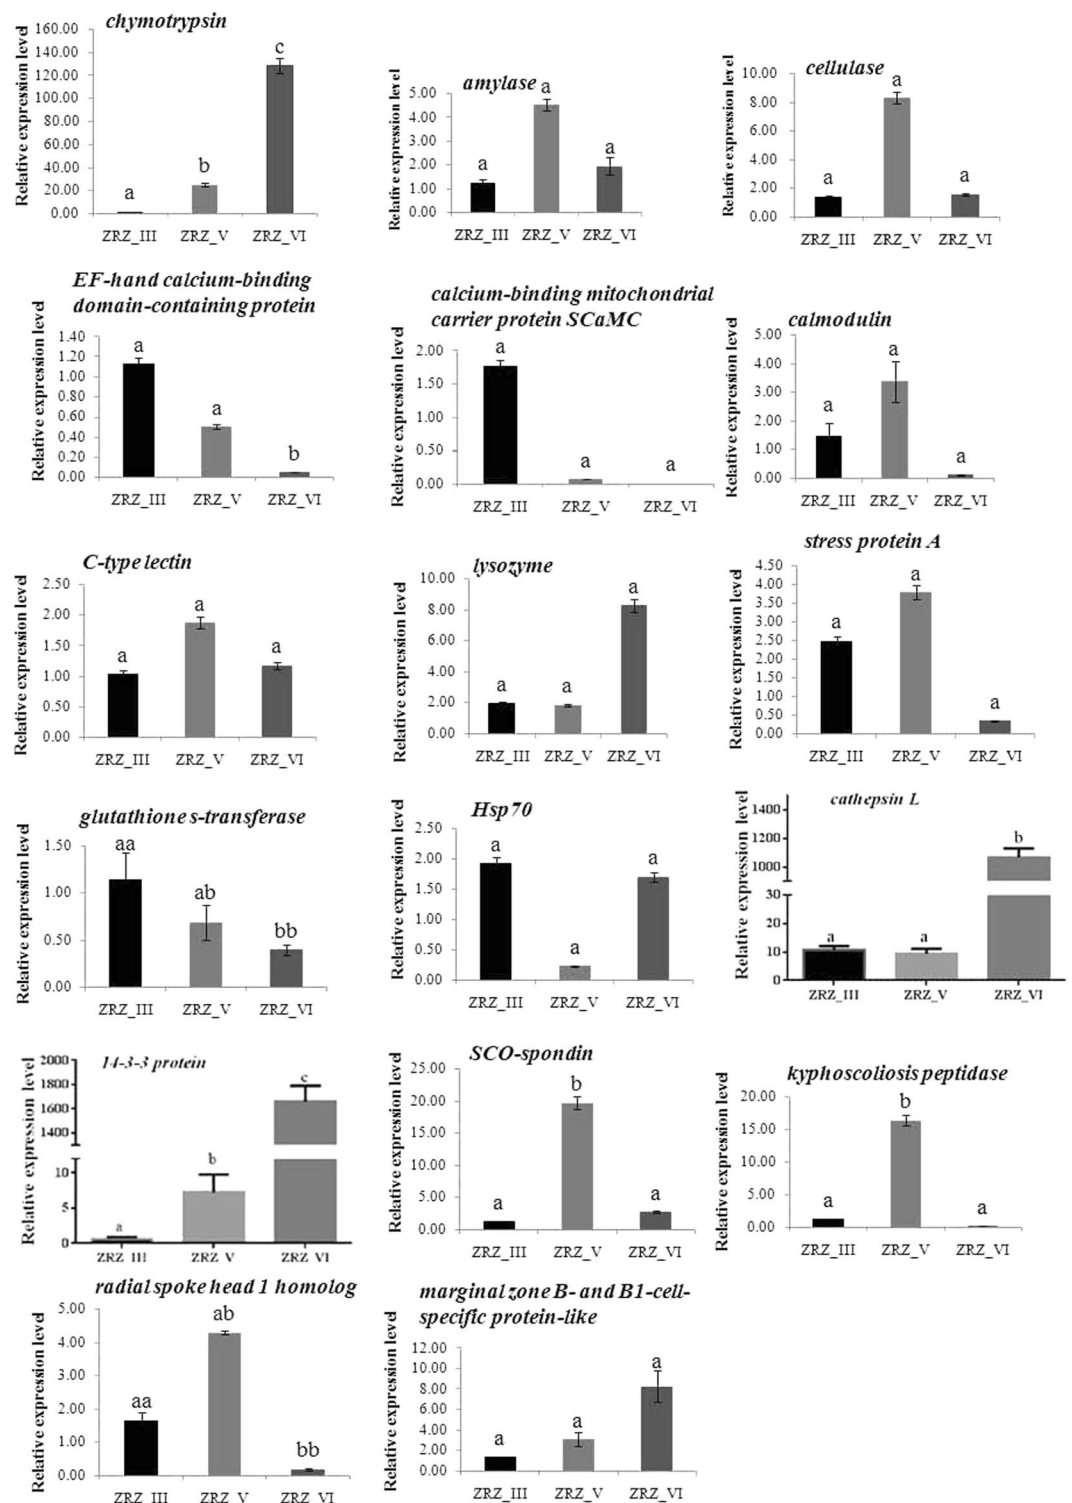 chymotrypsin
Relative expression level
160.00
140.00
120.00
100.00
80.00
60.00
40.00
20.00
0.00
a
b
c
ZRZ_III ZRZ_V ZRZ_VI
amylase
Relative expression level
5.00
4.00
3.00
2.00
1.00
0.00
a
a
a
ZRZ_III ZRZ_V ZRZ_VI
cellulase
Relative expression level
10.00
8.00
6.00
4.00
2.00
0.00
a
a
a
ZRZ_III ZRZ_V ZRZ_VI
EF-hand calcium-binding
domain-containing protein
Relative expression level
1.40
1.20
1.00
0.80
0.60
0.40
0.20
0.00
a
a
b
ZRZ_III ZRZ_V ZRZ_VI
calcium-binding mitochondrial
carrier protein SCaMC
Relative expression level
2.00
1.50
1.00
0.50
0.00
a
a
a
ZRZ_III ZRZ_V ZRZ_VI
calmodulin
Relative expression level
5.00
4.00
3.00
2.00
1.00
0.00
a
a
a
ZRZ_III ZRZ_V ZRZ_VI
C-type lectin
Relative expression level
2.50
2.00
1.50
1.00
0.50
0.00
a
a
a
ZRZ_III ZRZ_V ZRZ_VI
lysozyme
Relative expression level
10.00
8.00
6.00
4.00
2.00
0.00
a
a
a
ZRZ_III ZRZ_V ZRZ_VI
stress protein A
Relative expression level
4.50
4.00
3.50
3.00
2.50
2.00
1.50
1.00
0.50
0.00
a
a
a
ZRZ_III ZRZ_V ZRZ_VI
glutathione s-transferase
Relative expression level
1.50
1.00
0.50
0.00
aa
ab
bb
ZRZ_III ZRZ_V ZRZ_VI
Hsp70
Relative expression level
2.50
2.00
1.50
1.00
0.50
0.00
a
a
a
ZRZ_III ZRZ_V ZRZ_VI
cathepsin L
Relative expression level
1400
1200
1000
30
20
10
0
a
a
b
ZRZ_III ZRZ_V ZRZ_VI
14-3-3 protein
Relative expression level
2000
1800
1600
1400
10
5
0
a
b
c
ZRZ_III ZRZ_V ZRZ_VI
SCO-spondin
Relative expression level
25.00
20.00
15.00
10.00
5.00
0.00
a
b
a
ZRZ_III ZRZ_V ZRZ_VI
kyphoscoliosis peptidase
Relative expression level
20.00
15.00
10.00
5.00
0.00
a
b
a
ZRZ_III ZRZ_V ZRZ_VI
radial spoke head 1 homolog
Relative expression level
5.00
4.00
3.00
2.00
1.00
0.00
aa
ab
bb
ZRZ_III ZRZ_V ZRZ_VI
marginal zone B- and B1-cell-
specific protein-like
Relative expression level
12.00
10.00
8.00
6.00
4.00
2.00
0.00
a
a
a
ZRZ_III ZRZ_V ZRZ_VI